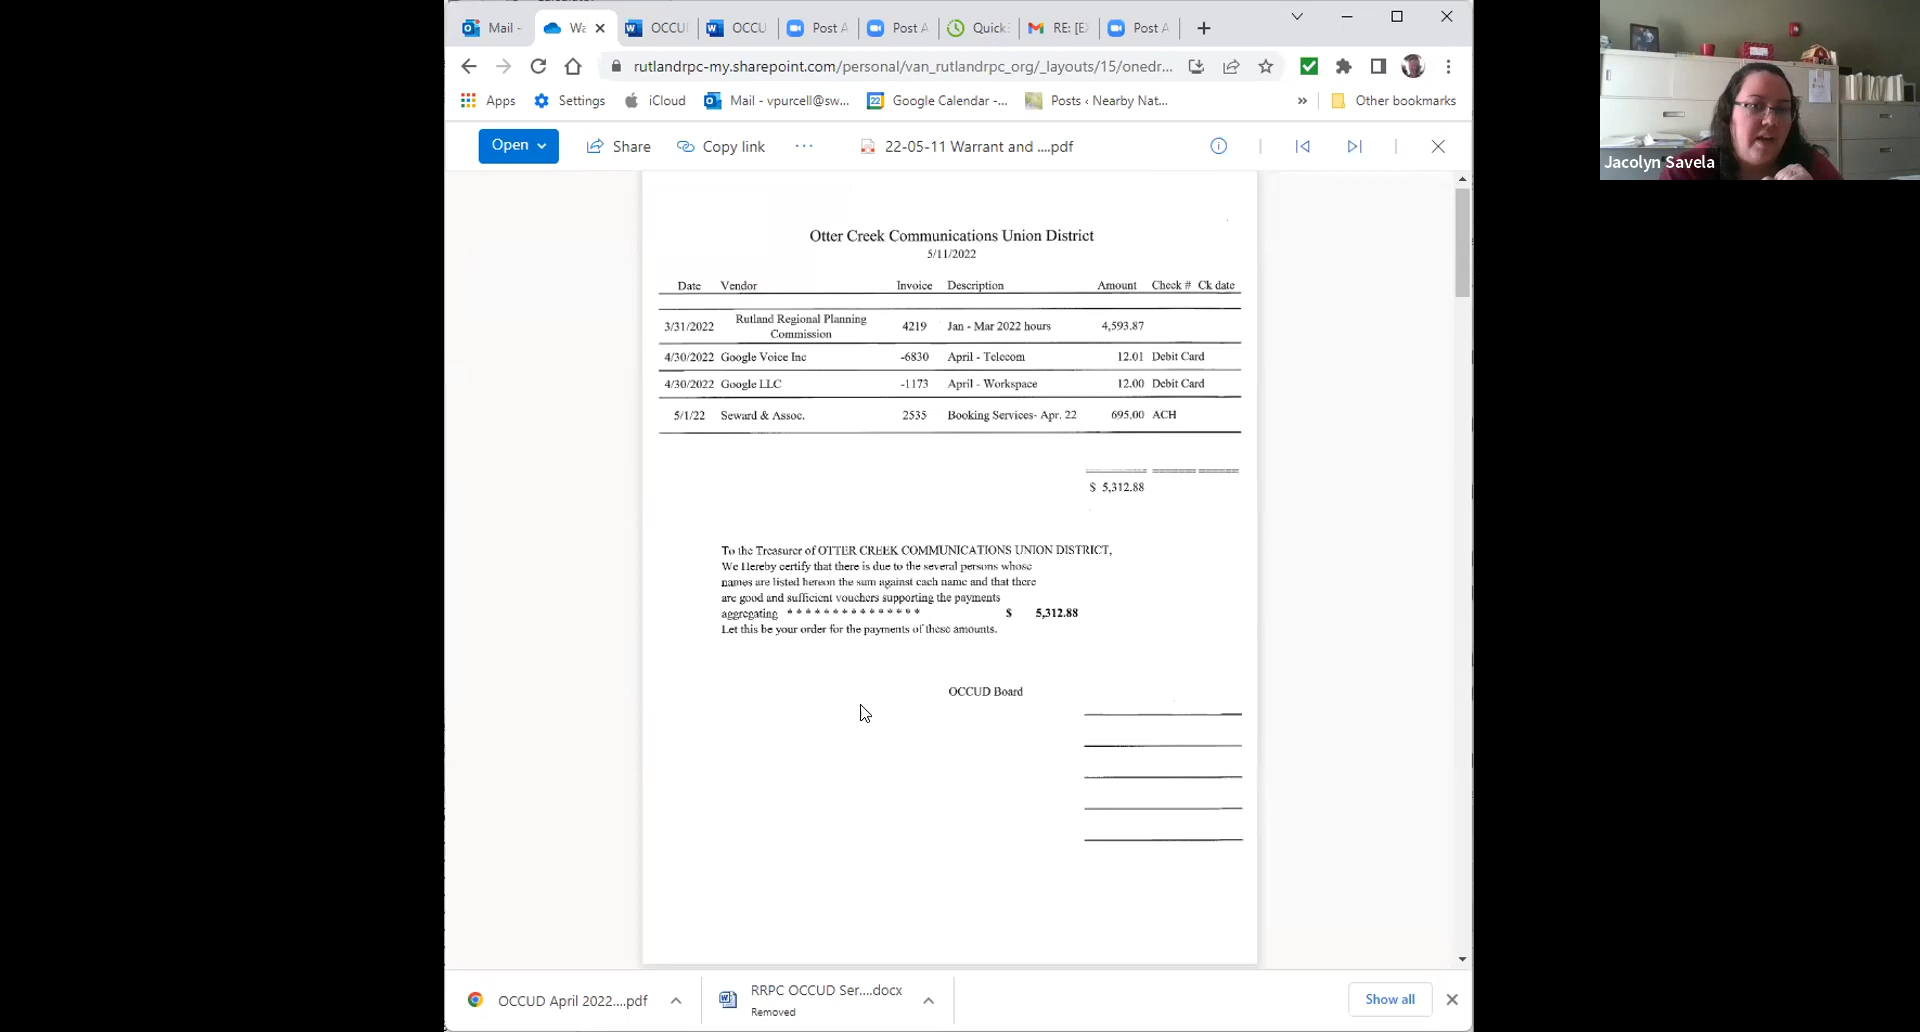 Mail -
Wa
OCCU
OCCU
Post A
Post A
Quick
RE: [E
Post A
rutlandrpc-my.sharepoint.com/personal/van_rutlandrpc_org/_layouts/15/onedr...
Apps
Settings
iCloud
Mail - vpurcell@sw...
22
Google Calendar -...
Posts ‹ Nearby Nat...
»
Other bookmarks
Open
Share
Copy link
...
22-05-11 Warrant and ....pdf
Jacolyn Savela
Otter Creek Communications Union District
5/11/2022
Date Vendor Invoice Description Amount Check # Ck date
3/31/2022 Rutland Regional Planning Commission 4219 Jan - Mar 2022 hours 4,593.87
4/30/2022 Google Voice Inc -6830 April - Telecom 12.01 Debit Card
4/30/2022 Google LLC -1173 April - Workspace 12.00 Debit Card
5/1/22 Seward & Assoc. 2535 Booking Services- Apr. 22 695.00 ACH
$ 5,312.88
To the Treasurer of OTTER CREEK COMMUNICATIONS UNION DISTRICT,
We Hereby certify that there is due to the several persons whose
names are listed hereon the sum against each name and that there
are good and sufficient vouchers supporting the payments
aggregating * * * * * * * * * * * * * * * $ 5,312.88
Let this be your order for the payments of these amounts.
OCCUD Board
OCCUD April 2022....pdf
RRPC OCCUD Ser....docx
Removed
Show all